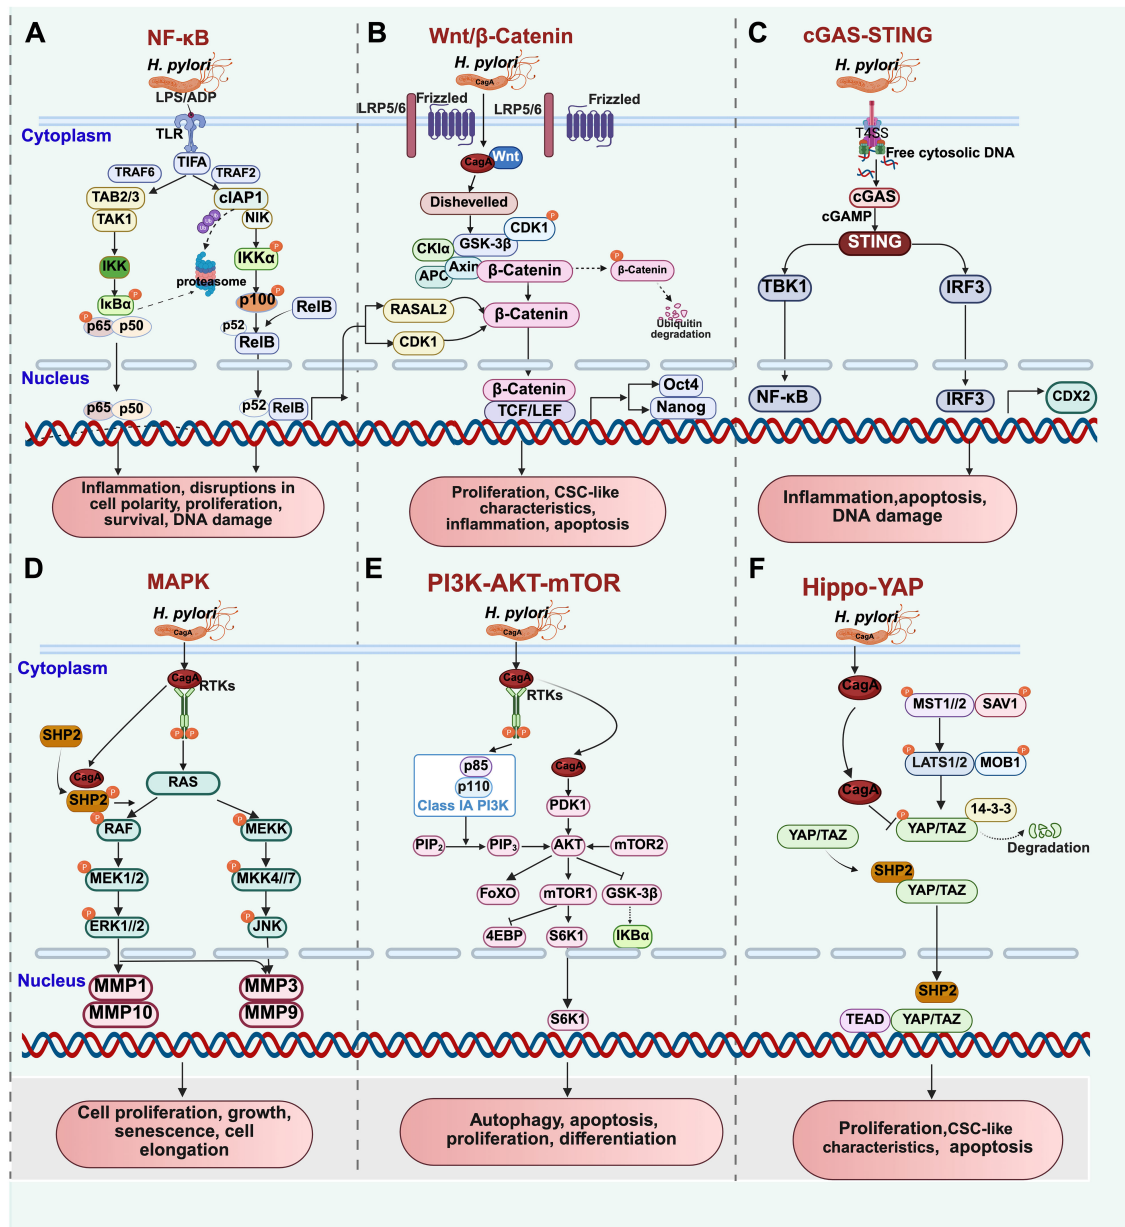 A
NF-κB
H. pylori
LPS/ADP
Cytoplasm
TLR
TIFA
TRAF6
TRAF2
TAB2/3
TAK1
cIAP1
NIK
Ub
Ub
Ub
IKK
IKKα
P
proteasome
IκBα
P
p65
p50
p100
P
RelB
p52
RelB
Nucleus
p65
p50
p52
RelB
Inflammation, disruptions in
cell polarity, proliferation,
survival, DNA damage
B
Wnt/β-Catenin
H. pylori
CagA
LRP5/6
Frizzled
LRP5/6
Frizzled
CagA
Wnt
Dishevelled
CDK1
P
CKIα
GSK-3β
APC
Axin
β-Catenin
P
β-Catenin
Ubiquitin
degradation
RASAL2
CDK1
β-Catenin
β-Catenin
TCF/LEF
Oct4
Nanog
Proliferation, CSC-like
characteristics,
inflammation, apoptosis
C
cGAS-STING
H. pylori
T4SS
Free cytosolic DNA
cGAS
cGAMP
STING
TBK1
IRF3
NF-κB
IRF3
CDX2
Inflammation,apoptosis,
DNA damage
D
MAPK
H. pylori
CagA
Cytoplasm
CagA
RTKs
P
P
SHP2
CagA
SHP2
P
RAS
P
RAF
P
MEKK
P
MEK1/2
P
MKK4//7
P
ERK1//2
P
JNK
Nucleus
MMP1
MMP10
MMP3
MMP9
Cell proliferation, growth,
senescence, cell
elongation
E
PI3K-AKT-mTOR
H. pylori
CagA
CagA
RTKs
P
P
p85
p110
Class IA PI3K
CagA
PDK1
PIP2
PIP3
AKT
mTOR2
FoXO
mTOR1
GSK-3β
4EBP
S6K1
IKBα
S6K1
Autophagy, apoptosis,
proliferation, differentiation
F
Hippo-YAP
H. pylori
CagA
CagA
P
MST1//2
SAV1
P
P
LATS1/2
MOB1
P
CagA
P
YAP/TAZ
14-3-3
Degradation
YAP/TAZ
SHP2
YAP/TAZ
SHP2
TEAD
YAP/TAZ
Proliferation,CSC-like
characteristics, apoptosis